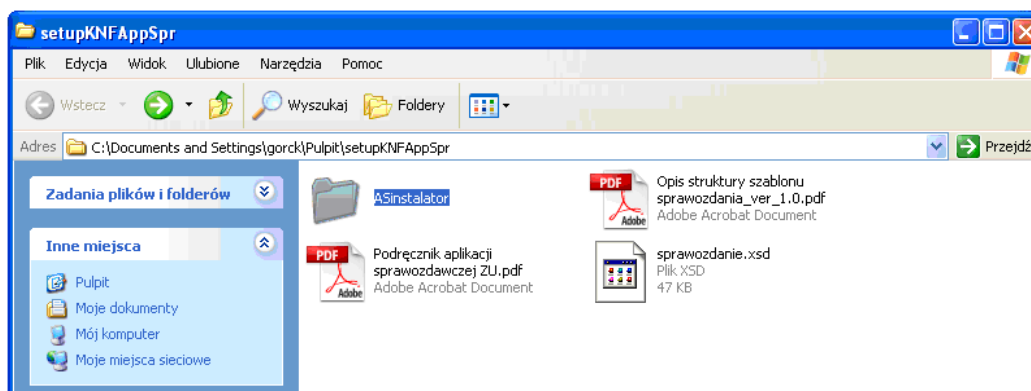 setupKNFAppSpr
Plik Edycja Widok Ulubione Narzędzia Pomoc
Wstecz Wyszukaj Foldery
Adres C:\Documents and Settings\gorck\Pulpit\setupKNFAppSpr Przejdź
Zadania plików i folderów
Inne miejsca
Pulpit
Moje dokumenty
Mój komputer
Moje miejsca sieciowe
ASinstalator
PDF
Adobe
Opis struktury szablonu
sprawozdania_ver_1.0.pdf
Adobe Acrobat Document
PDF
Adobe
Podręcznik aplikacji
sprawozdawczej ZU.pdf
Adobe Acrobat Document
sprawozdanie.xsd
Plik XSD
47 KB